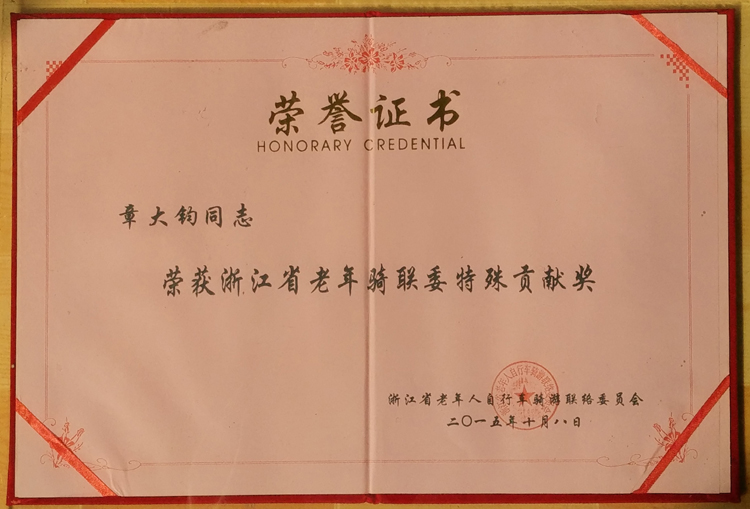 荣誉证书
HONORARY CREDENTIAL
章大钧同志
荣获浙江省老年骑联委特殊贡献奖
浙江省老年人自行车骑游联络委员会
二〇一五年十月八日